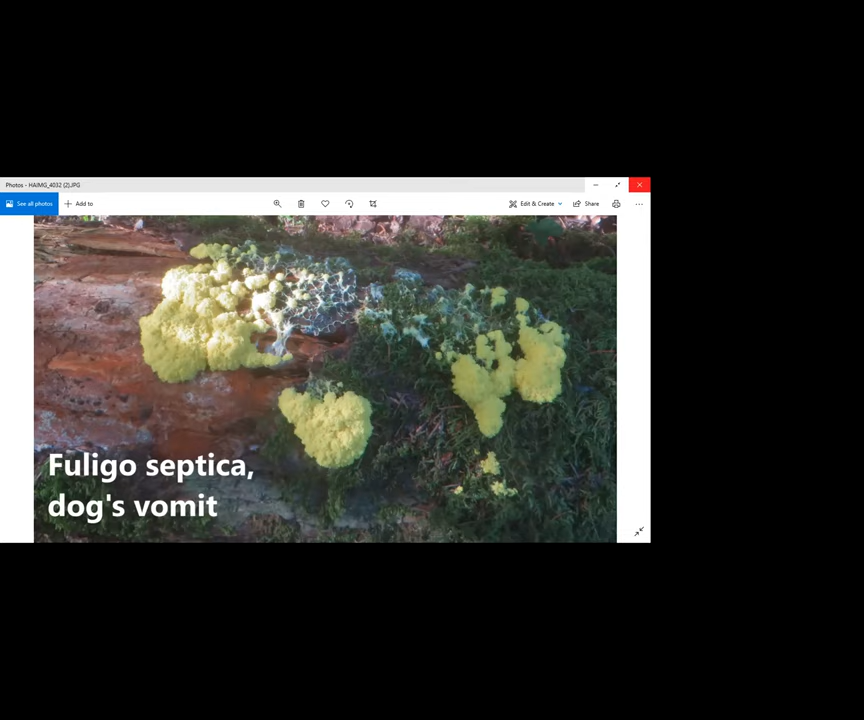 Photos - HAIMG_4032 (2).JPG
See all photos
Add to
Edit & Create
Share
Fuligo septica,
dog's vomit